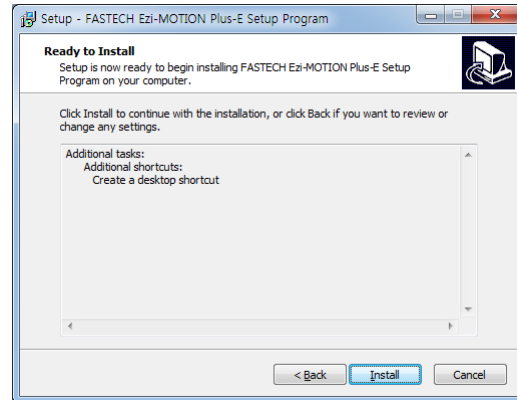 Setup - FASTECH Ezi-MOTION Plus-E Setup Program
Ready to Install
Setup is now ready to begin installing FASTECH Ezi-MOTION Plus-E Setup
Program on your computer.
Click Install to continue with the installation, or click Back if you want to review or
change any settings.
Additional tasks:
Additional shortcuts:
Create a desktop shortcut
< Back
Install
Cancel